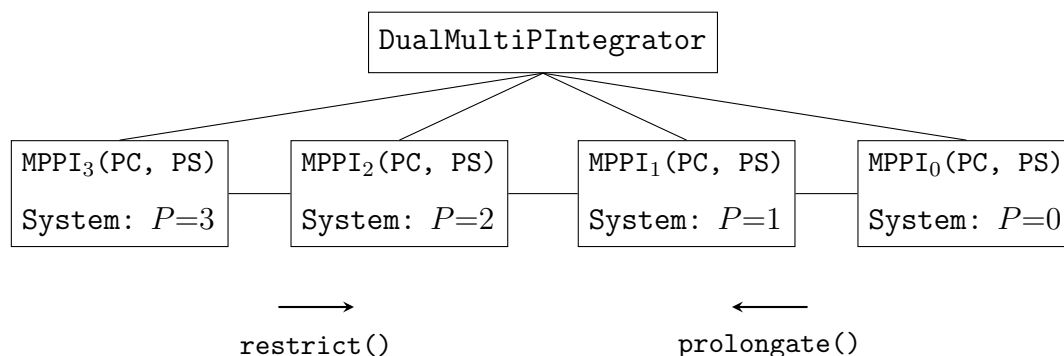 DualMultiPIntegrator
MPPI₃(PC, PS)
System: P=3
MPPI₂(PC, PS)
System: P=2
MPPI₁(PC, PS)
System: P=1
MPPI₀(PC, PS)
System: P=0
restrict()
prolongate()